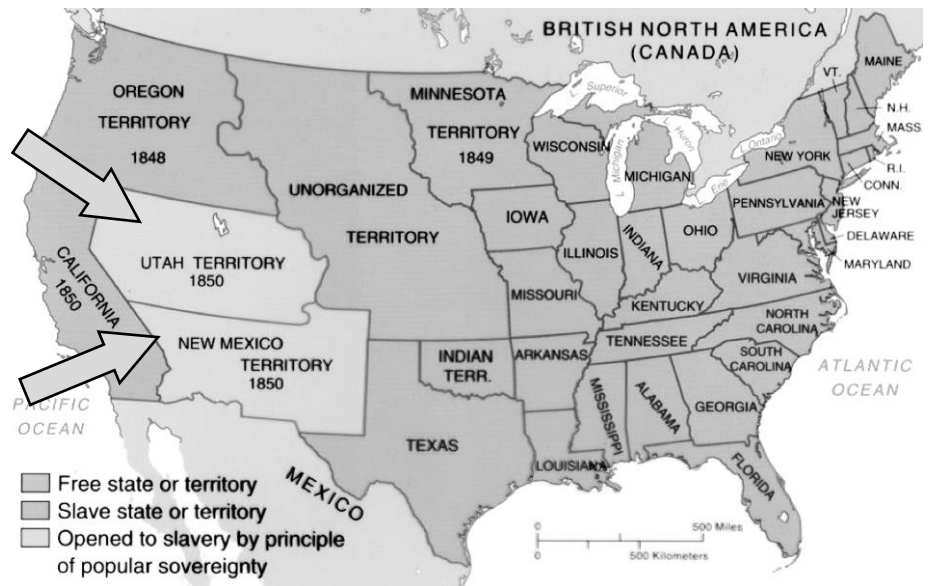 BRITISH NORTH AMERICA
(CANADA)
MAINE
VT.
N.H.
MASS.
R.I.
CONN.
NEW YORK
PENNSYLVANIA
NEW
JERSEY
DELAWARE
MARYLAND
OREGON
TERRITORY
1848
MINNESOTA
TERRITORY
1849
L. Superior
L. Michigan
L. Huron
L. Ontario
L. Erie
WISCONSIN
MICHIGAN
UNORGANIZED
TERRITORY
IOWA
ILLINOIS
INDIANA
OHIO
UTAH TERRITORY
1850
CALIFORNIA
1850
MISSOURI
KENTUCKY
VIRGINIA
NORTH
CAROLINA
NEW MEXICO
TERRITORY
1850
INDIAN
TERR.
ARKANSAS
TENNESSEE
SOUTH
CAROLINA
ATLANTIC
OCEAN
PACIFIC
OCEAN
TEXAS
MISSISSIPPI
ALABAMA
GEORGIA
LOUISIANA
FLORIDA
MEXICO
Free state or territory
Slave state or territory
Opened to slavery by principle
of popular sovereignty
0 500 Miles
0 500 Kilometers